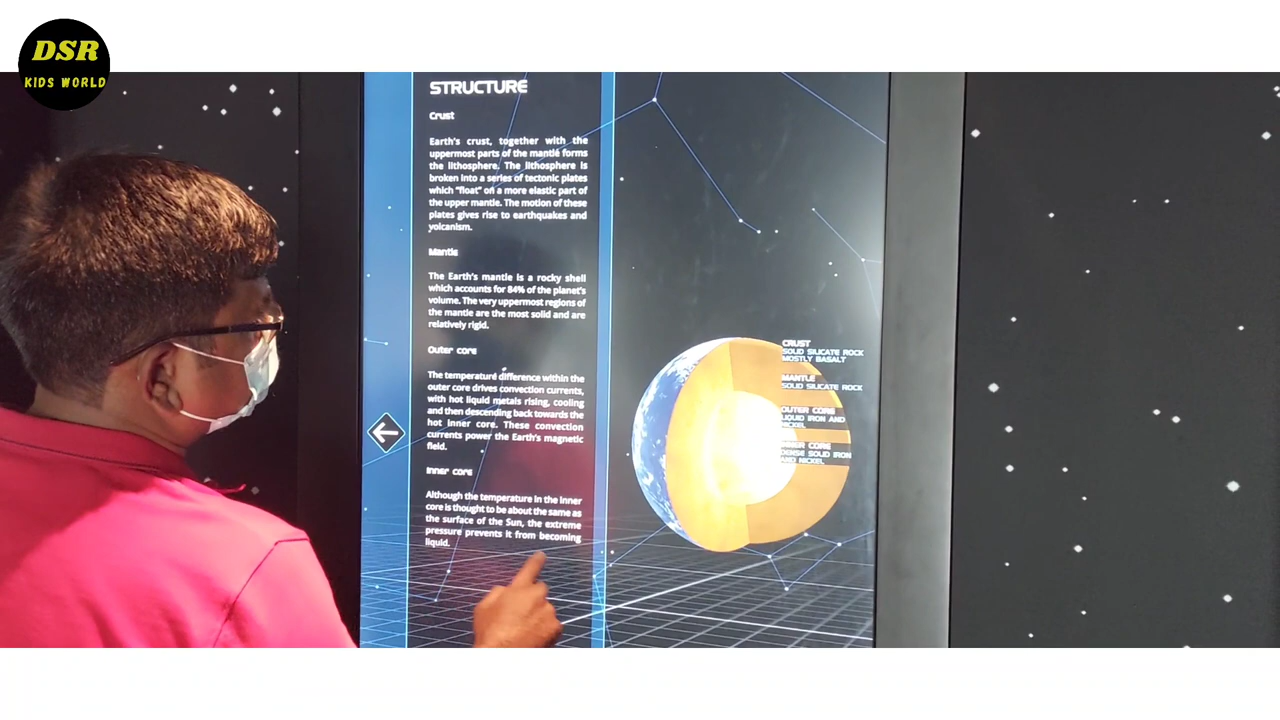 DSR
KIDS WORLD
STRUCTURE
Crust
Earth's crust, together with the
uppermost parts of the mantle forms
the lithosphere. The lithosphere is
broken into a series of tectonic plates
which "float" on a more elastic part of
the upper mantle. The motion of these
plates gives rise to earthquakes and
volcanism.
Mantle
The Earth's mantle is a rocky shell
which accounts for 84% of the planet's
volume. The very uppermost regions of
the mantle are the most solid and are
relatively rigid.
Outer core
The temperature difference within the
outer core drives convection currents,
with hot liquid metals rising, cooling
and then descending back towards the
hot inner core. These convection
currents power the Earth's magnetic
field.
Inner core
Although the temperature in the inner
core is thought to be about the same as
the surface of the Sun, the extreme
pressure prevents it from becoming
liquid.
CRUST
SOLID SILICATE ROCK
MOSTLY BASALT
MANTLE
SOLID SILICATE ROCK
OUTER CORE
LIQUID IRON AND
NICKEL
INNER CORE
DENSE SOLID IRON
AND NICKEL